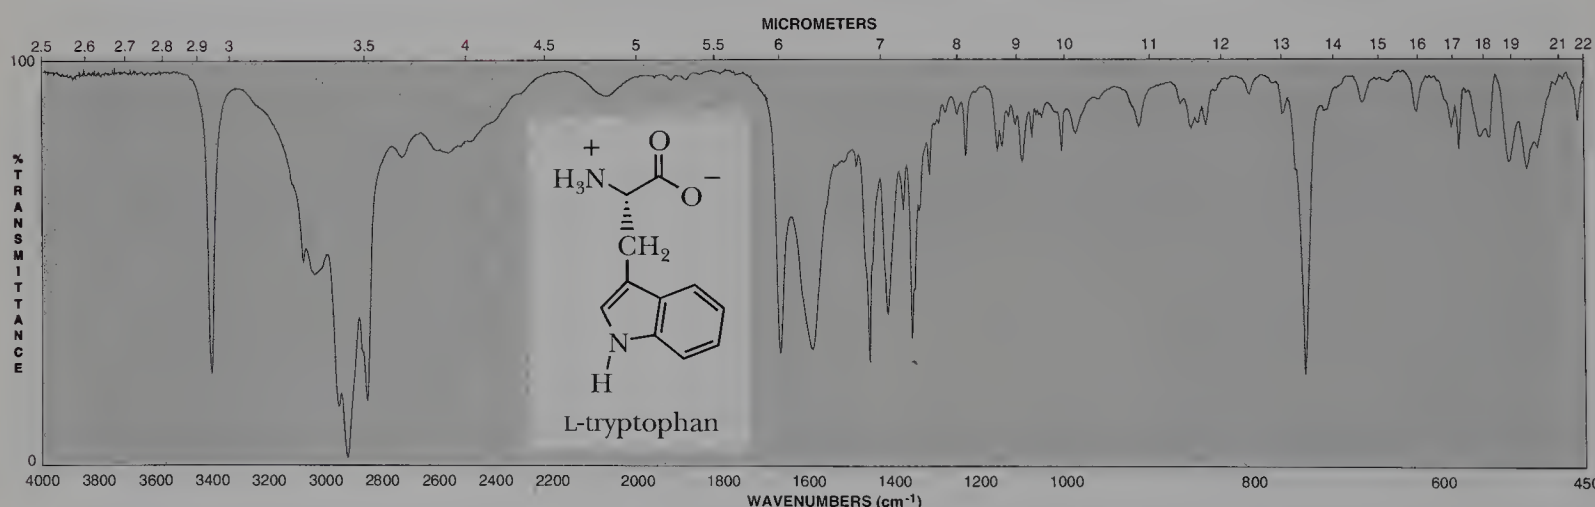 MICROMETERS
2.5 2.6 2.7 2.8 2.9 3 3.5 4 4.5 5 5.5 6 7 8 9 10 11 12 13 14 15 16 17 18 19 21 22
100
%TRANSMITTANCE
0
+
H₃N
O
O⁻
CH₂
N
H
L-tryptophan
4000 3800 3600 3400 3200 3000 2800 2600 2400 2200 2000 1800 1600 1400 1200 1000 800 600 450
WAVENUMBERS (cm⁻¹)